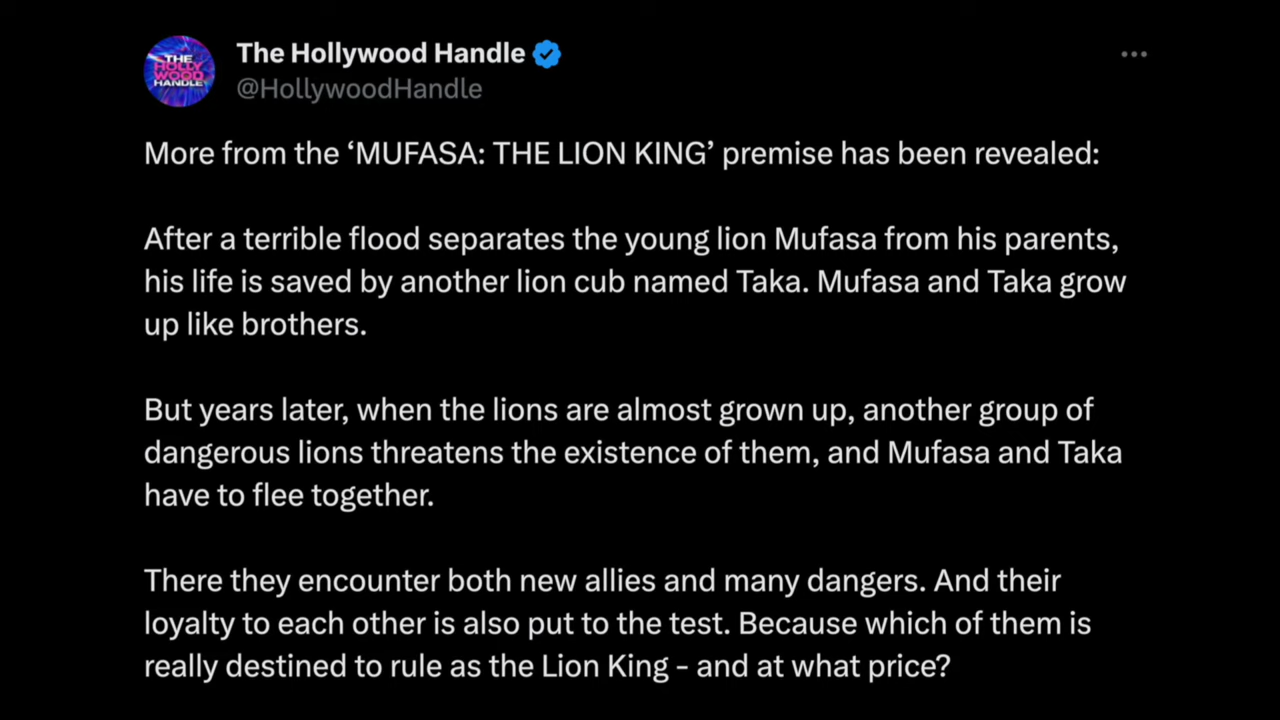 THE
HOLLY
WOOD
HANDLE
The Hollywood Handle
@HollywoodHandle
More from the ‘MUFASA: THE LION KING’ premise has been revealed:
After a terrible flood separates the young lion Mufasa from his parents,
his life is saved by another lion cub named Taka. Mufasa and Taka grow
up like brothers.
But years later, when the lions are almost grown up, another group of
dangerous lions threatens the existence of them, and Mufasa and Taka
have to flee together.
There they encounter both new allies and many dangers. And their
loyalty to each other is also put to the test. Because which of them is
really destined to rule as the Lion King - and at what price?